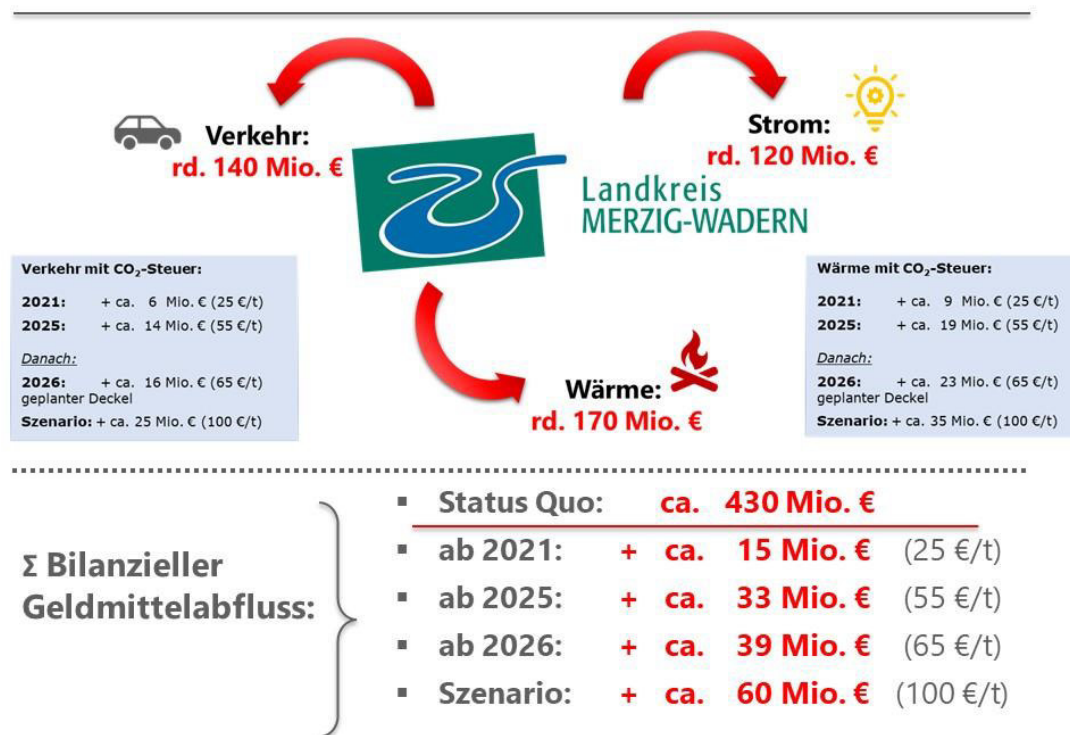 Verkehr:
rd. 140 Mio. €
Strom:
rd. 120 Mio. €
Landkreis
MERZIG-WADERN
Verkehr mit CO₂-Steuer:
2021: + ca. 6 Mio. € (25 €/t)
2025: + ca. 14 Mio. € (55 €/t)
Danach:
2026: + ca. 16 Mio. € (65 €/t)
geplanter Deckel
Szenario: + ca. 25 Mio. € (100 €/t)
Wärme:
rd. 170 Mio. €
Wärme mit CO₂-Steuer:
2021: + ca. 9 Mio. € (25 €/t)
2025: + ca. 19 Mio. € (55 €/t)
Danach:
2026: + ca. 23 Mio. € (65 €/t)
geplanter Deckel
Szenario: + ca. 35 Mio. € (100 €/t)
Σ Bilanzieller
Geldmittelabfluss:
▪ Status Quo: ca. 430 Mio. €
▪ ab 2021: + ca. 15 Mio. € (25 €/t)
▪ ab 2025: + ca. 33 Mio. € (55 €/t)
▪ ab 2026: + ca. 39 Mio. € (65 €/t)
▪ Szenario: + ca. 60 Mio. € (100 €/t)